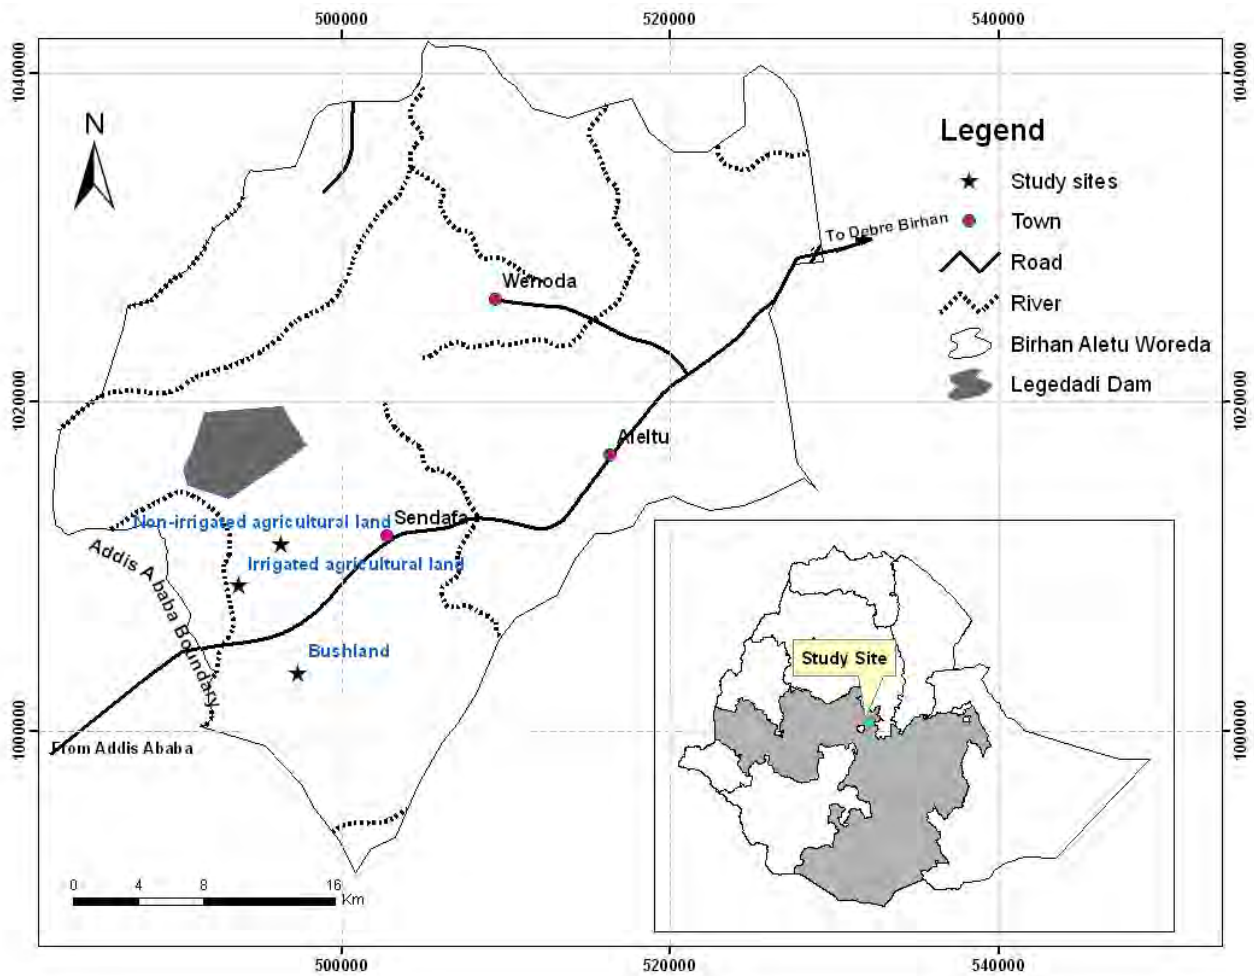 500000
520000
540000
1040000
1040000
N
Legend
Study sites
Town
Road
River
Birhan Aletu Woreda
Legedadi Dam
To Debre Birhan
Wenoda
1020000
1020000
Aleltu
Sendafa
Non-irrigated agricultural land
Irrigated agricultural land
Addis Ababa Boundary
Bushland
Study Site
1000000
1000000
From Addis Ababa
0 4 8 16
Km
500000
520000
540000